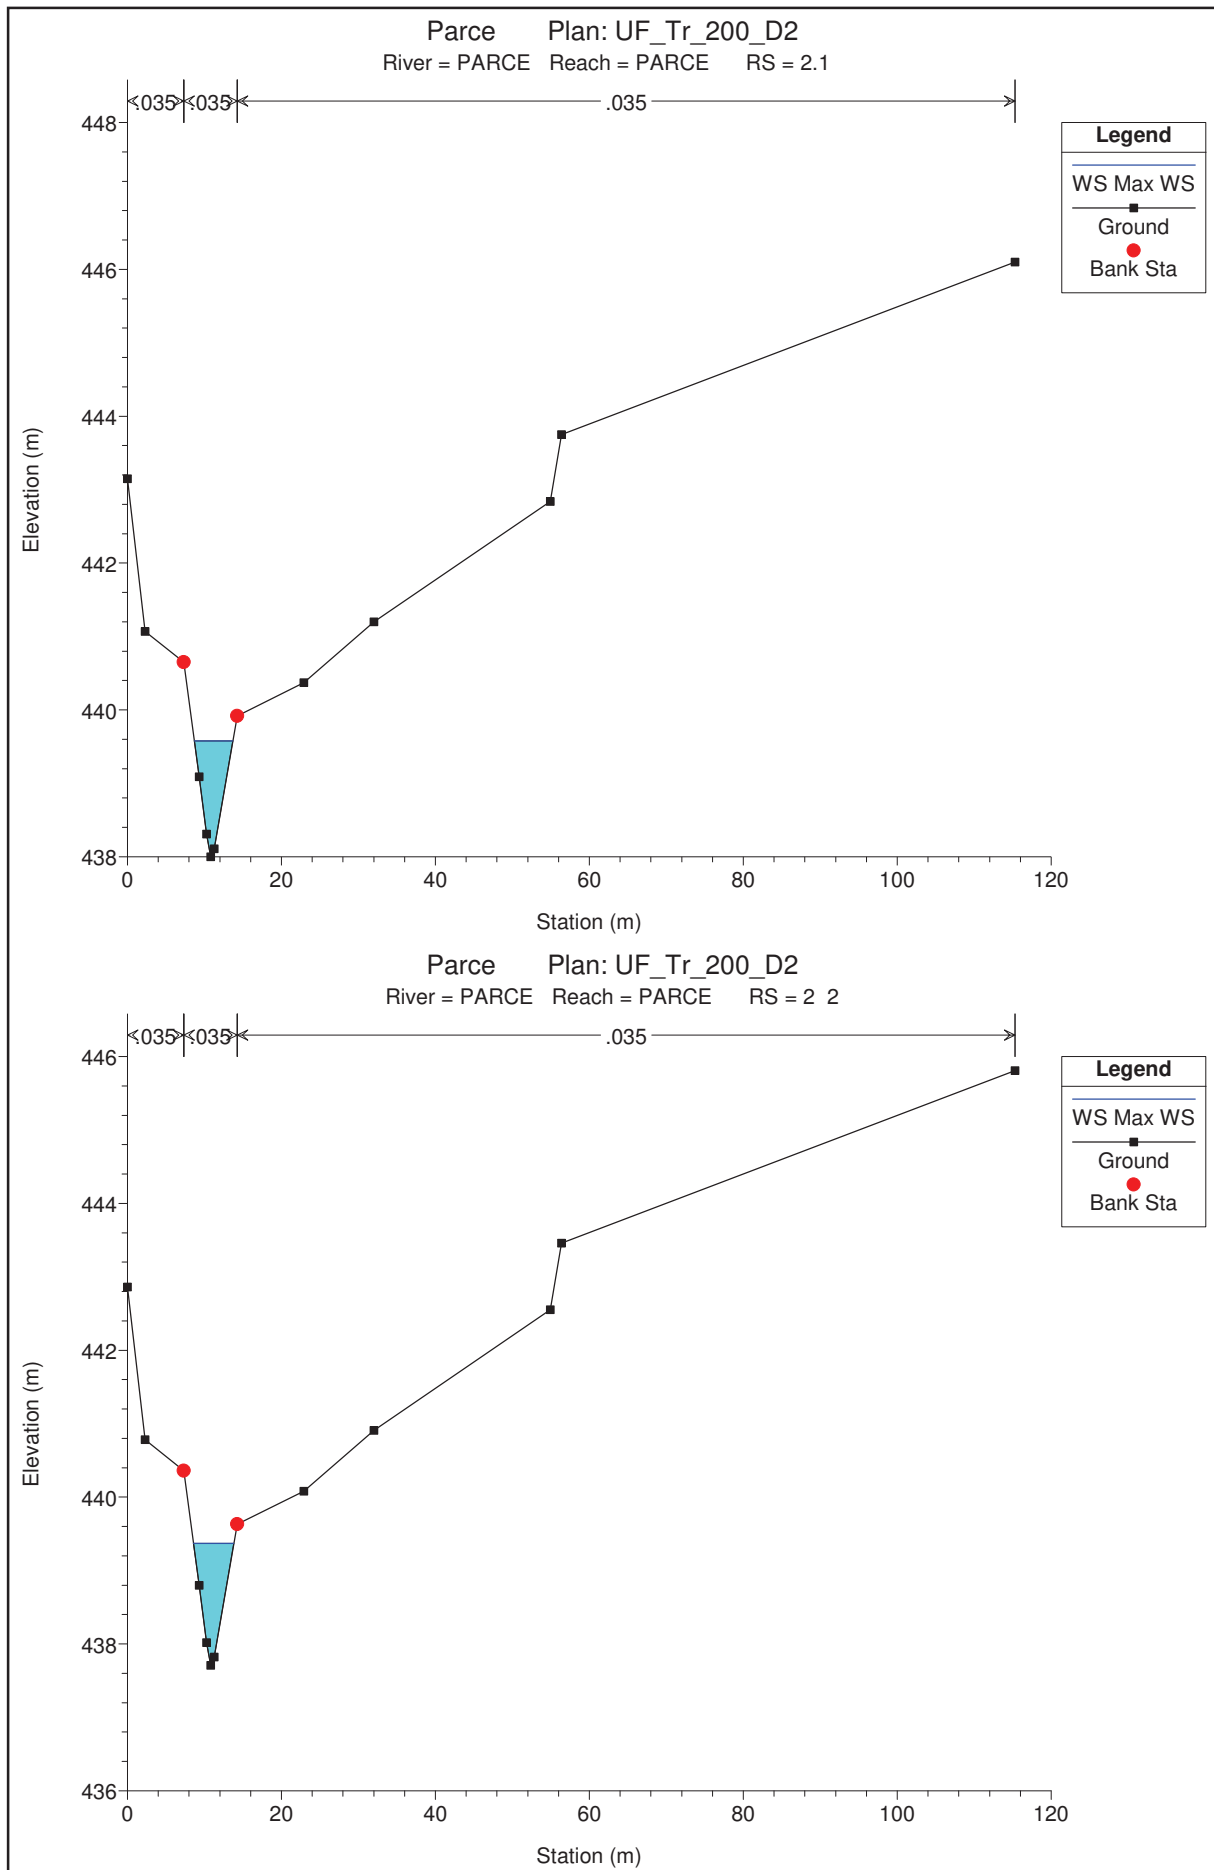 Parce Plan: UF_Tr_200_D2
River = PARCE Reach = PARCE RS = 2.1
.035 .035 .035
448
446
444
442
440
438
0 20 40 60 80 100 120
Elevation (m)
Station (m)
Legend
WS Max WS
Ground
Bank Sta
Parce Plan: UF_Tr_200_D2
River = PARCE Reach = PARCE RS = 2 2
.035 .035 .035
446
444
442
440
438
436
0 20 40 60 80 100 120
Elevation (m)
Station (m)
Legend
WS Max WS
Ground
Bank Sta